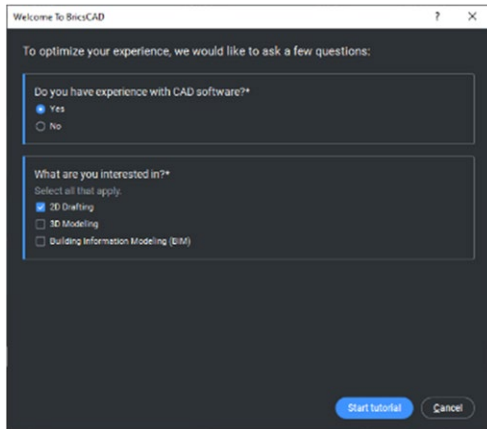 Welcome To BricsCAD
To optimize your experience, we would like to ask a few questions:
Do you have experience with CAD software?*
Yes
No
What are you interested in?*
Select all that apply.
2D Drafting
3D Modeling
Building Information Modeling (BIM)
Start tutorial
Cancel